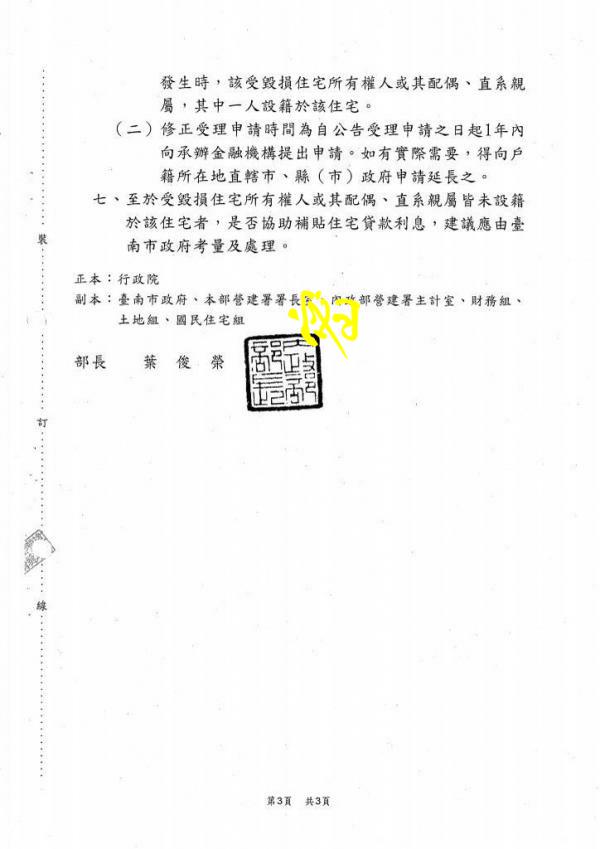 發生時，該受毀損住宅所有權人或其配偶、直系親
屬，其中一人設籍於該住宅。
（二）修正受理申請時間為自公告受理申請之日起1年內
向承辦金融機構提出申請。如有實際需要，得向戶
籍所在地直轄市、縣（市）政府申請延長之。
七、至於受毀損住宅所有權人或其配偶、直系親屬皆未設籍
於該住宅者，是否協助補貼住宅貸款利息，建議應由臺
南市政府考量及處理。
正本：行政院
副本：臺南市政府、本部營建署署長室、內政部營建署主計室、財務組、
土地組、國民住宅組
部長 葉俊榮
內政部部長
裝
訂
線
第3頁 共3頁